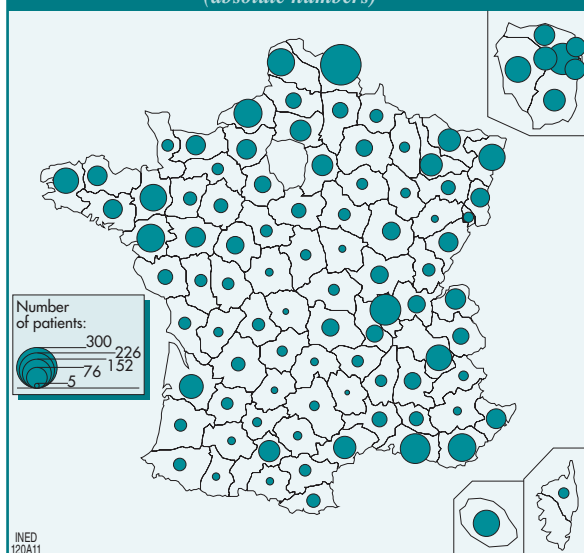 (absolute numbers)
Number
of patients:
300
226
152
76
5
INED
120A11